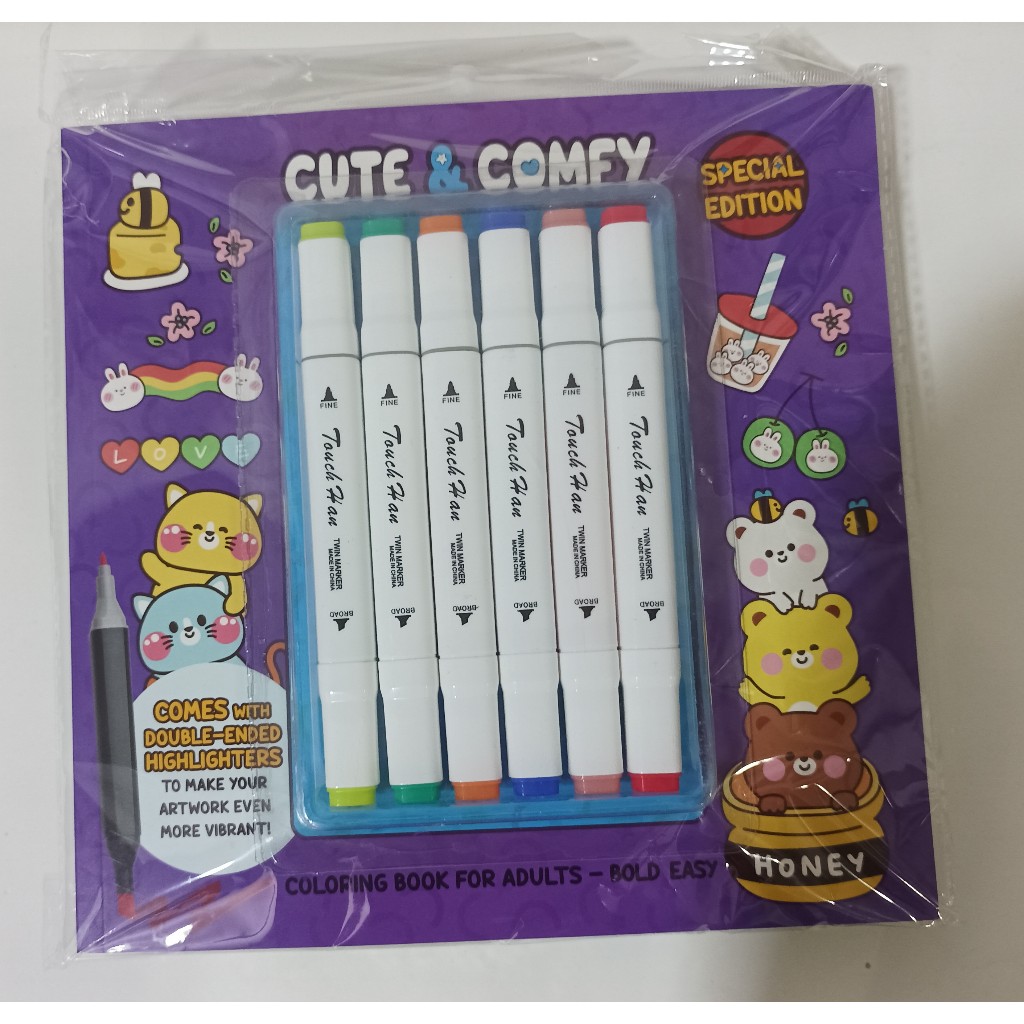 CUTE & COMFY
SPECIAL
EDITION
LOVE
FINE
FINE
FINE
FINE
FINE
FINE
Touch Han
Touch Han
Touch Han
Touch Han
Touch Han
Touch Han
TWIN MARKER
MADE IN CHINA
TWIN MARKER
MADE IN CHINA
TWIN MARKER
MADE IN CHINA
TWIN MARKER
MADE IN CHINA
TWIN MARKER
MADE IN CHINA
TWIN MARKER
MADE IN CHINA
BROAD
BROAD
BROAD
BROAD
BROAD
BROAD
COMES WITH
DOUBLE-ENDED
HIGHLIGHTERS
TO MAKE YOUR
ARTWORK EVEN
MORE VIBRANT!
HONEY
COLORING BOOK FOR ADULTS – BOLD EASY